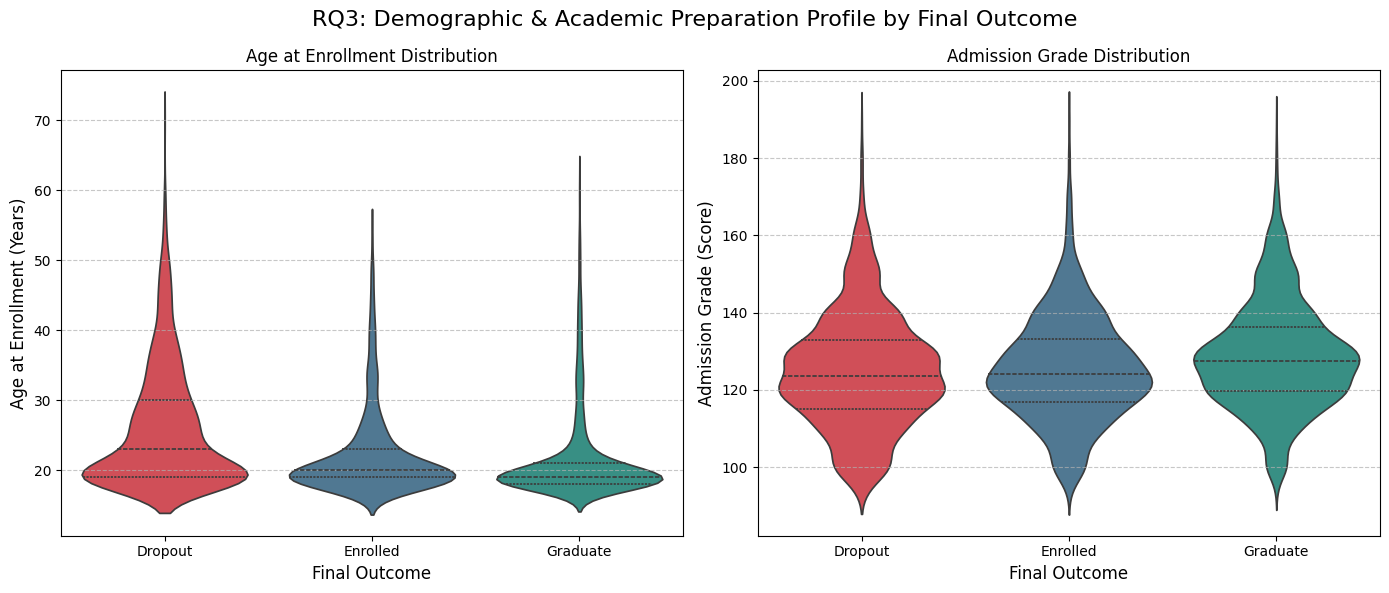 RQ3: Demographic & Academic Preparation Profile by Final Outcome
Age at Enrollment Distribution
Age at Enrollment (Years)
70
60
50
40
30
20
Dropout
Enrolled
Graduate
Final Outcome
Admission Grade Distribution
Admission Grade (Score)
200
180
160
140
120
100
Dropout
Enrolled
Graduate
Final Outcome